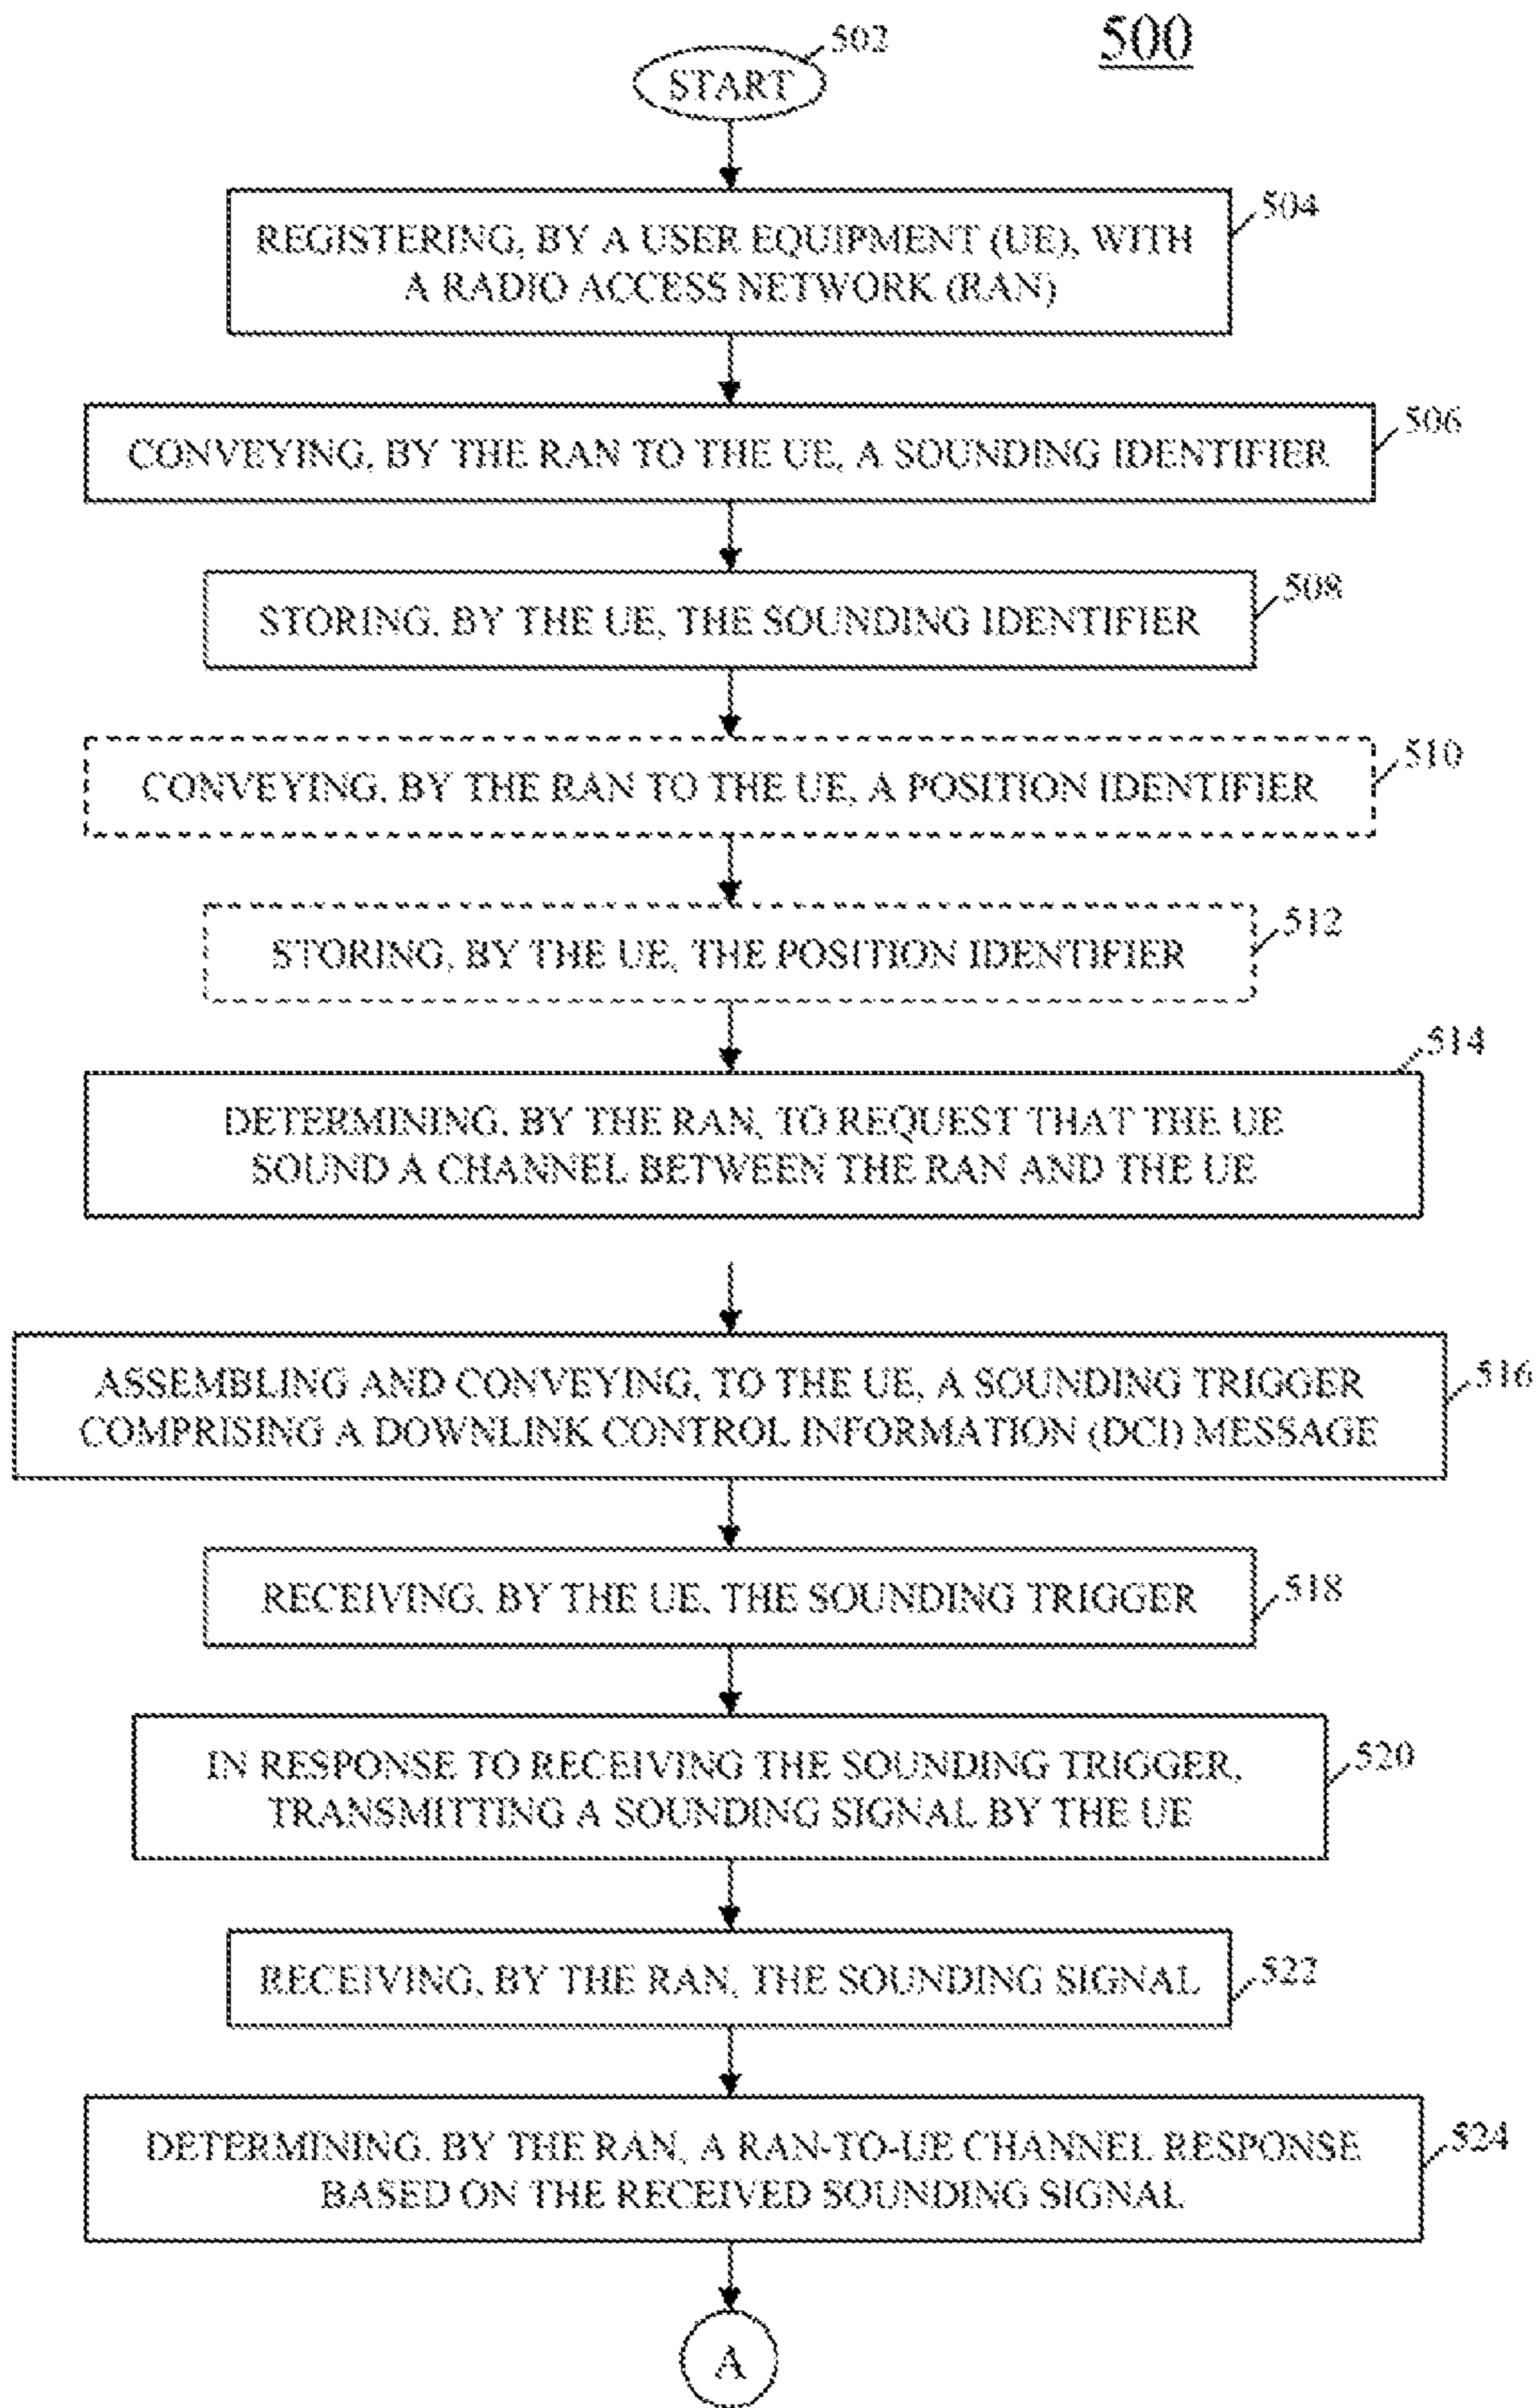 500
502
START
504
REGISTERING, BY A USER EQUIPMENT (UE), WITH
A RADIO ACCESS NETWORK (RAN)
506
CONVEYING, BY THE RAN TO THE UE, A SOUNDING IDENTIFIER
508
STORING, BY THE UE, THE SOUNDING IDENTIFIER
510
CONVEYING, BY THE RAN TO THE UE, A POSITION IDENTIFIER
512
STORING, BY THE UE, THE POSITION IDENTIFIER
514
DETERMINING, BY THE RAN, TO REQUEST THAT THE UE
SOUND A CHANNEL BETWEEN THE RAN AND THE UE
516
ASSEMBLING AND CONVEYING, TO THE UE, A SOUNDING TRIGGER
COMPRISING A DOWNLINK CONTROL INFORMATION (DCI) MESSAGE
518
RECEIVING, BY THE UE, THE SOUNDING TRIGGER
520
IN RESPONSE TO RECEIVING THE SOUNDING TRIGGER,
TRANSMITTING A SOUNDING SIGNAL BY THE UE
522
RECEIVING, BY THE RAN, THE SOUNDING SIGNAL
524
DETERMINING, BY THE RAN, A RAN-TO-UE CHANNEL RESPONSE
BASED ON THE RECEIVED SOUNDING SIGNAL
A